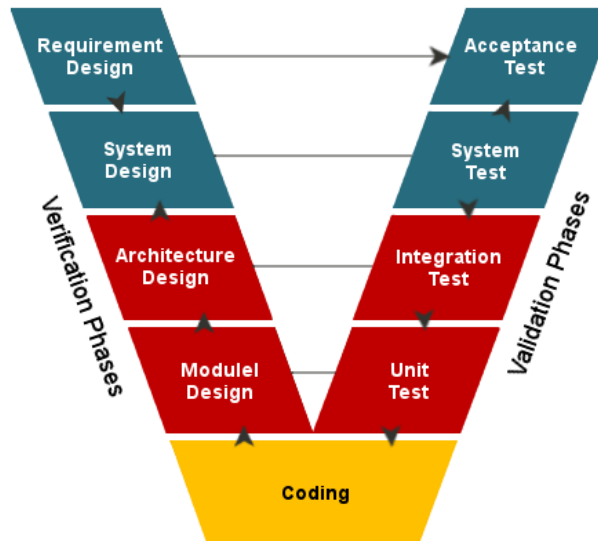 Requirement
Design
Acceptance
Test
System
Design
System
Test
Verification Phases
Validation Phases
Architecture
Design
Integration
Test
Modulel
Design
Unit
Test
Coding